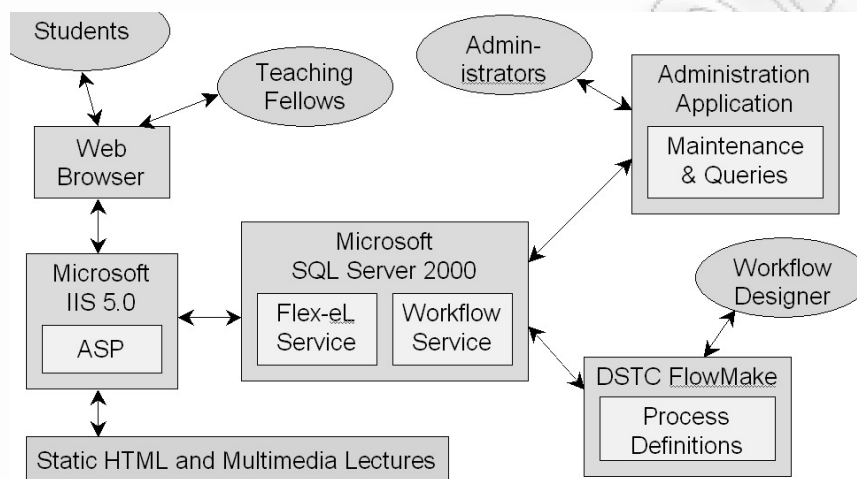 Students
Teaching
Fellows
Admin-
istrators
Administration
Application
Maintenance
& Queries
Web
Browser
Microsoft
IIS 5.0
ASP
Microsoft
SQL Server 2000
Flex-eL
Service
Workflow
Service
Workflow
Designer
DSTC FlowMake
Process
Definitions
Static HTML and Multimedia Lectures